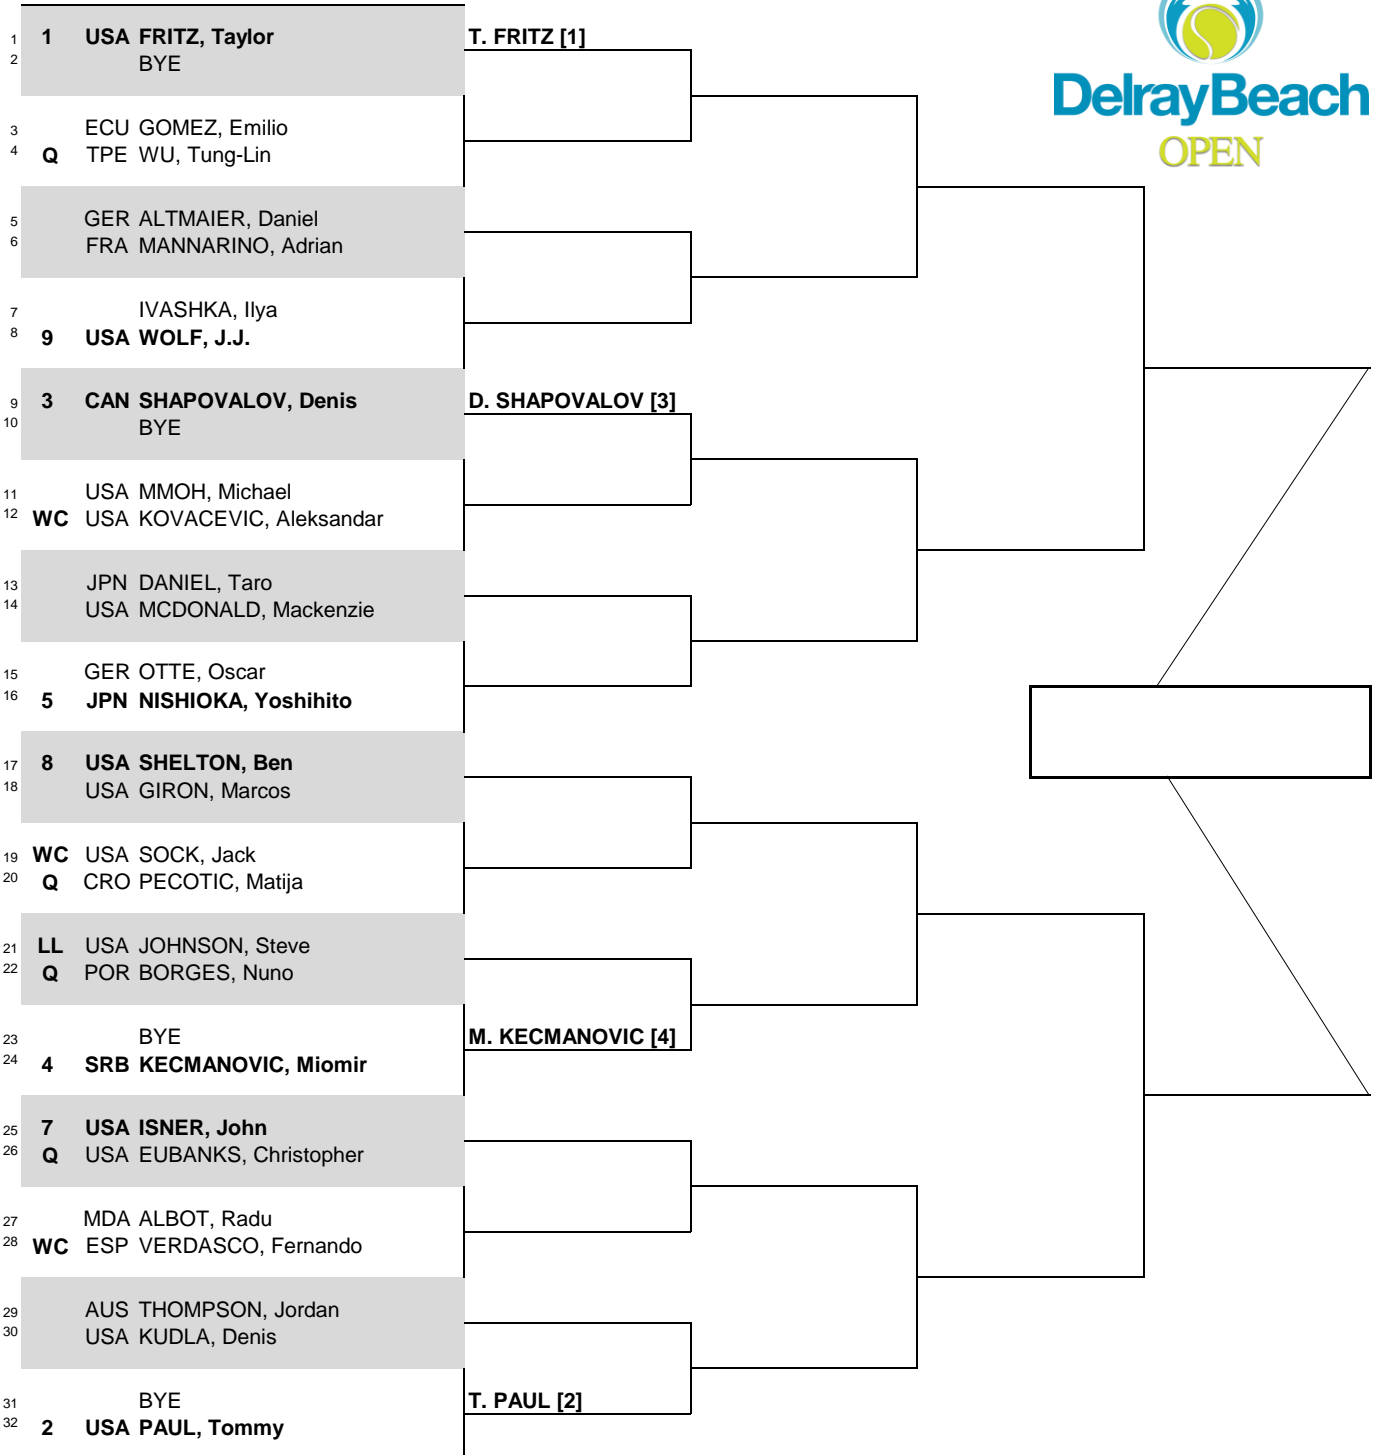 1 1 USA FRITZ, Taylor T. FRITZ [1]
2 BYE
DelrayBeach
OPEN
3 ECU GOMEZ, Emilio
4 Q TPE WU, Tung-Lin
5 GER ALTMAIER, Daniel
6 FRA MANNARINO, Adrian
7 IVASHKA, Ilya
8 9 USA WOLF, J.J.
9 3 CAN SHAPOVALOV, Denis D. SHAPOVALOV [3]
10 BYE
11 USA MMOH, Michael
12 WC USA KOVACEVIC, Aleksandar
13 JPN DANIEL, Taro
14 USA MCDONALD, Mackenzie
15 GER OTTE, Oscar
16 5 JPN NISHIOKA, Yoshihito
17 8 USA SHELTON, Ben
18 USA GIRON, Marcos
19 WC USA SOCK, Jack
20 Q CRO PECOTIC, Matija
21 LL USA JOHNSON, Steve
22 Q POR BORGES, Nuno
23 BYE M. KECMANOVIC [4]
24 4 SRB KECMANOVIC, Miomir
25 7 USA ISNER, John
26 Q USA EUBANKS, Christopher
27 MDA ALBOT, Radu
28 WC ESP VERDASCO, Fernando
29 AUS THOMPSON, Jordan
30 USA KUDLA, Denis
31 BYE T. PAUL [2]
32 2 USA PAUL, Tommy